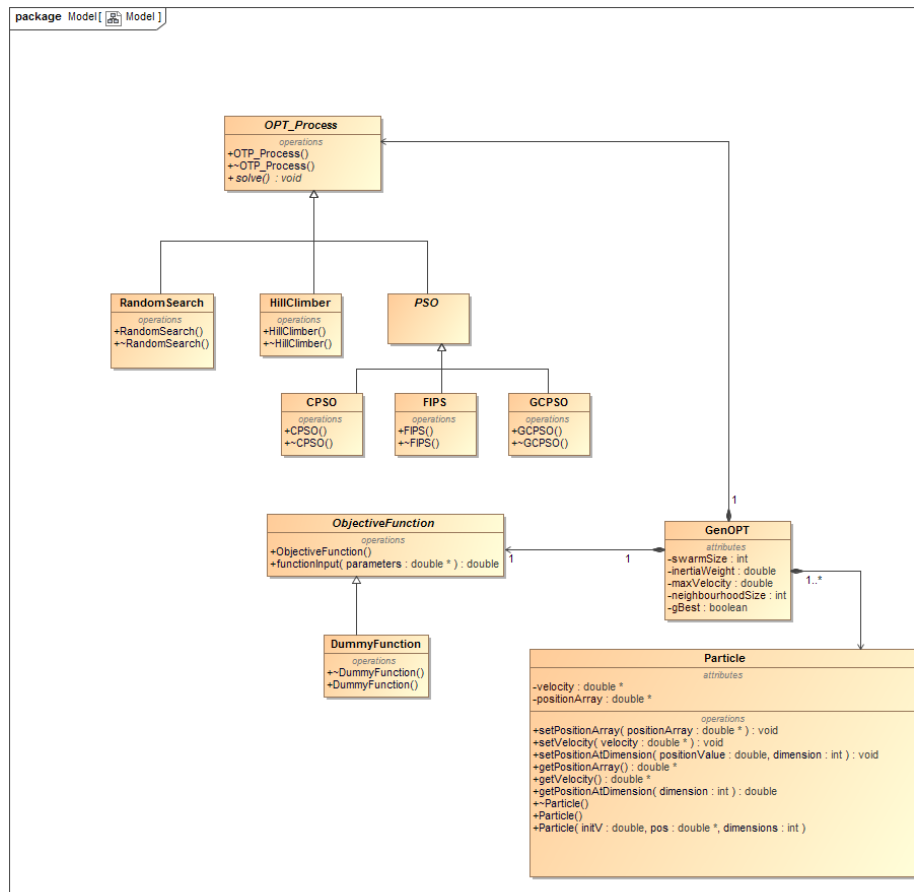 package Model[ Model ]
OPT_Process
operations
+OTP_Process()
+~OTP_Process()
+solve() : void
RandomSearch
operations
+RandomSearch()
+~RandomSearch()
HillClimber
operations
+HillClimber()
+~HillClimber()
PSO
CPSO
operations
+CPSO()
+~CPSO()
FIPS
operations
+FIPS()
+~FIPS()
GCPSO
operations
+GCPSO()
+~GCPSO()
1
ObjectiveFunction
operations
+ObjectiveFunction()
+functionInput( parameters : double * ) : double
1
1
GenOPT
attributes
-swarmSize : int
-inertiaWeight : double
-maxVelocity : double
-neighbourhoodSize : int
-gBest : boolean
1..*
DummyFunction
operations
+~DummyFunction()
+DummyFunction()
Particle
attributes
-velocity : double *
-positionArray : double *
operations
+setPositionArray( positionArray : double * ) : void
+setVelocity( velocity : double * ) : void
+setPositionAtDimension( positionValue : double, dimension : int ) : void
+getPositionArray() : double *
+getVelocity() : double *
+getPositionAtDimension( dimension : int ) : double
+~Particle()
+Particle()
+Particle( initV : double, pos : double *, dimensions : int )